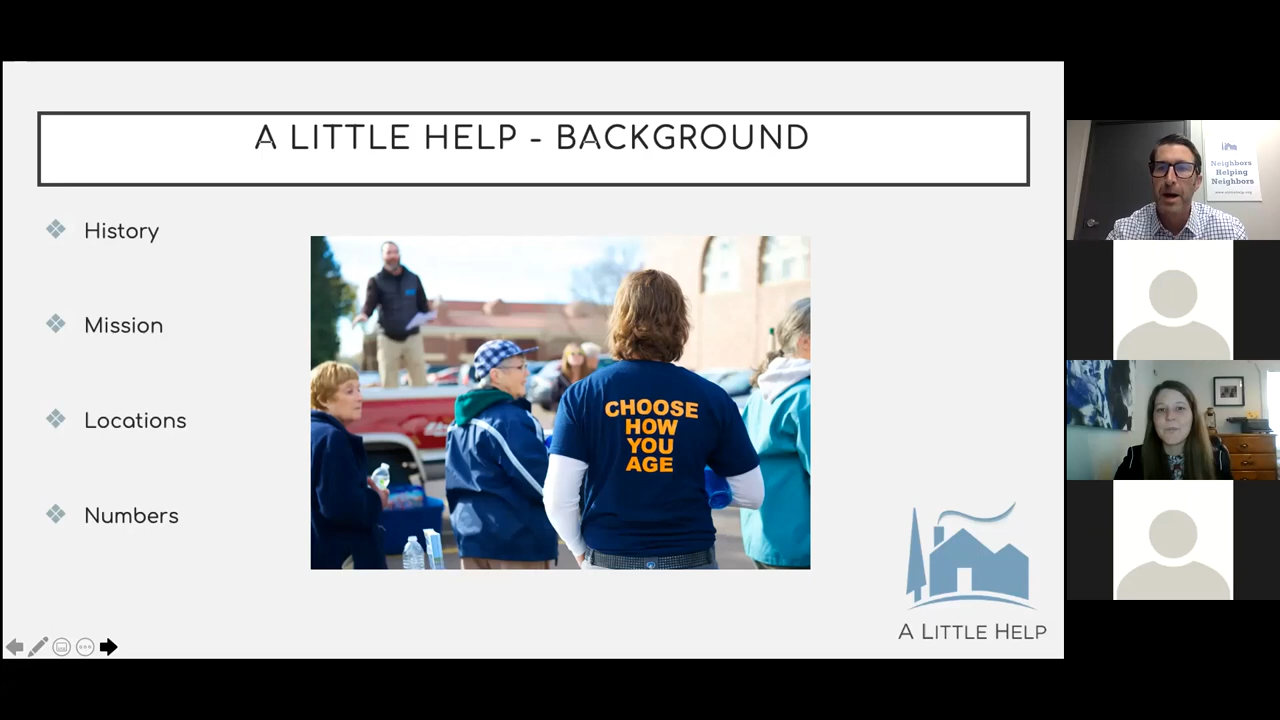 A LITTLE HELP - BACKGROUND
History
Mission
Locations
Numbers
CHOOSE
HOW
YOU
AGE
A LITTLE HELP
Neighbors
Helping
Neighbors